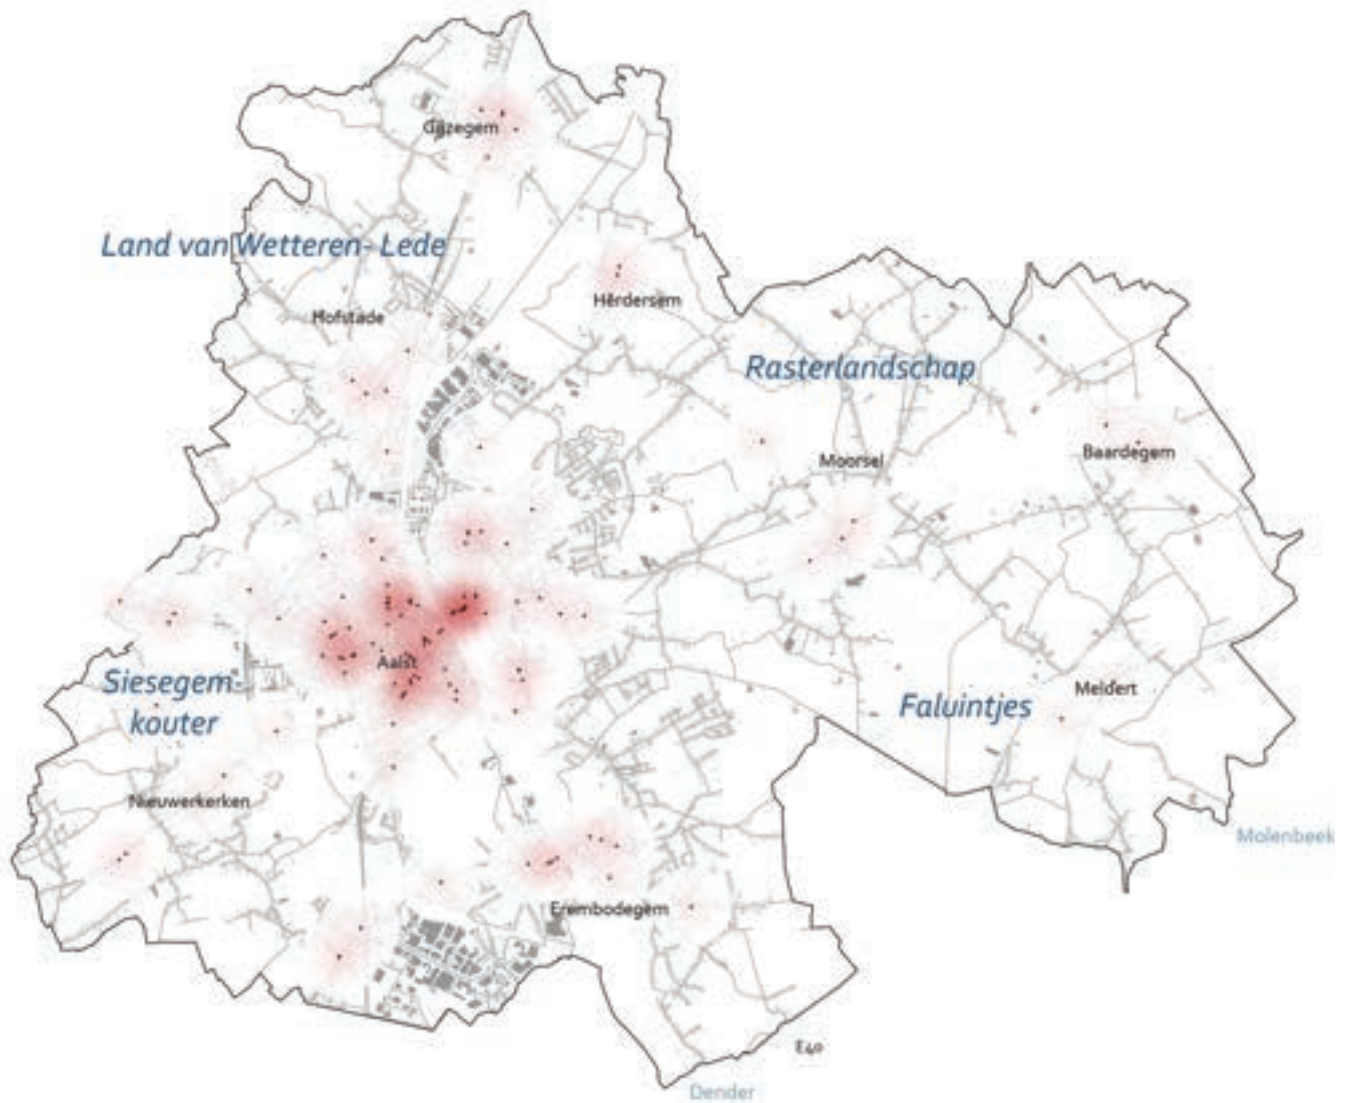 Gijzegem
Land van Wetteren- Lede
Hofstade
Herdersem
Rasterlandschap
Moorsel
Baardegem
Aalst
Siesegem-
kouter
Faluintjes
Meldert
Nieuwerkerken
Molenbeek
Erembodegem
E40
Dender